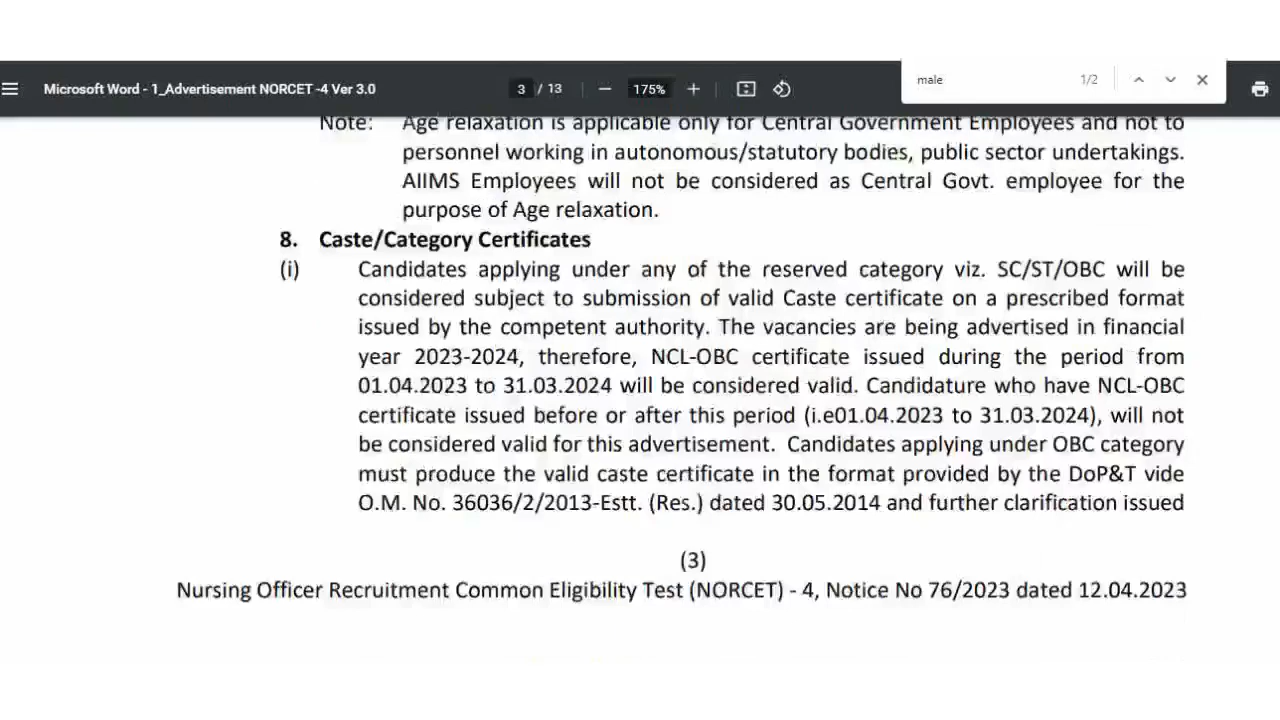 Microsoft Word - 1_Advertisement NORCET -4 Ver 3.0
3 / 13
175%
male
1/2
Note: Age relaxation is applicable only for Central Government Employees and not to
personnel working in autonomous/statutory bodies, public sector undertakings.
AIIMS Employees will not be considered as Central Govt. employee for the
purpose of Age relaxation.
8. Caste/Category Certificates
(i) Candidates applying under any of the reserved category viz. SC/ST/OBC will be
considered subject to submission of valid Caste certificate on a prescribed format
issued by the competent authority. The vacancies are being advertised in financial
year 2023-2024, therefore, NCL-OBC certificate issued during the period from
01.04.2023 to 31.03.2024 will be considered valid. Candidature who have NCL-OBC
certificate issued before or after this period (i.e01.04.2023 to 31.03.2024), will not
be considered valid for this advertisement. Candidates applying under OBC category
must produce the valid caste certificate in the format provided by the DoP&T vide
O.M. No. 36036/2/2013-Estt. (Res.) dated 30.05.2014 and further clarification issued
(3)
Nursing Officer Recruitment Common Eligibility Test (NORCET) - 4, Notice No 76/2023 dated 12.04.2023